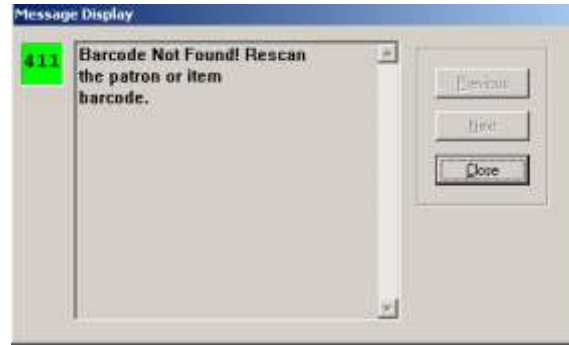 Message Display
411
Barcode Not Found! Rescan
the patron or item
barcode.
Previous
Next
Close